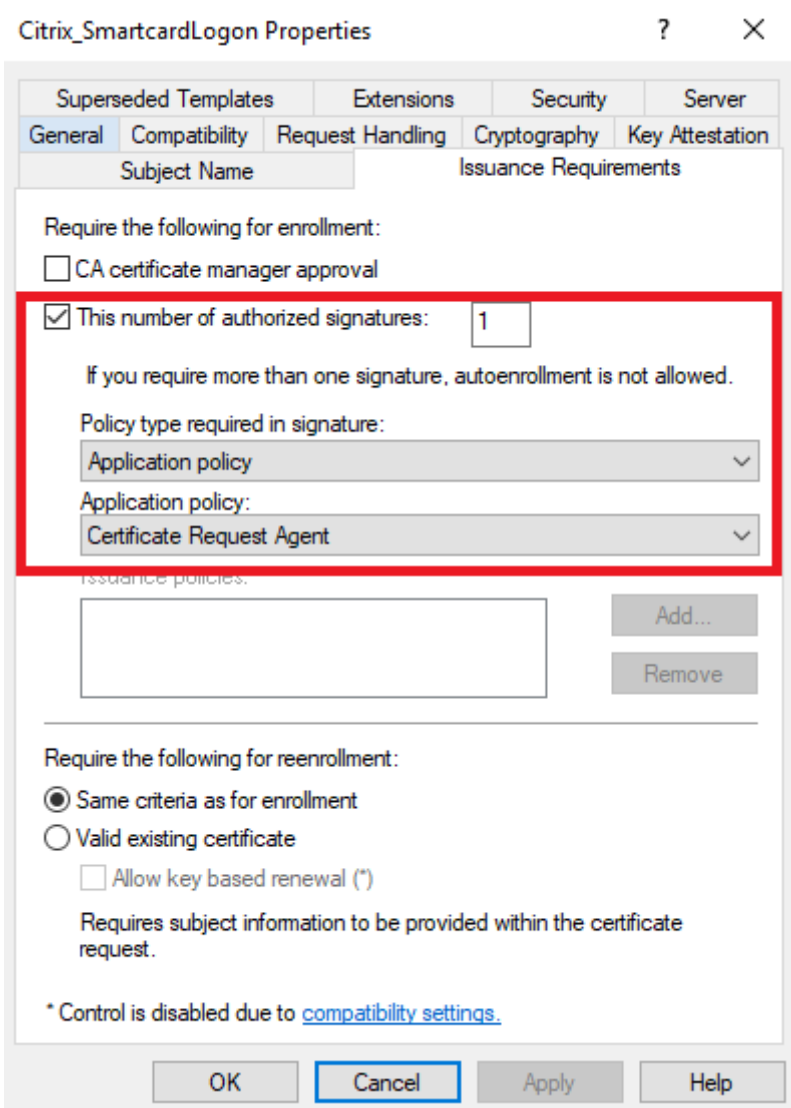 Citrix_SmartcardLogon Properties ? ✕
Superseded Templates Extensions Security Server
General Compatibility Request Handling Cryptography Key Attestation
Subject Name Issuance Requirements
Require the following for enrollment:
CA certificate manager approval
This number of authorized signatures: 1
If you require more than one signature, autoenrollment is not allowed.
Policy type required in signature:
Application policy
Application policy:
Certificate Request Agent
Issuance policies:
Add...
Remove
Require the following for reenrollment:
Same criteria as for enrollment
Valid existing certificate
Allow key based renewal (*)
Requires subject information to be provided within the certificate
request.
* Control is disabled due to compatibility settings.
OK Cancel Apply Help